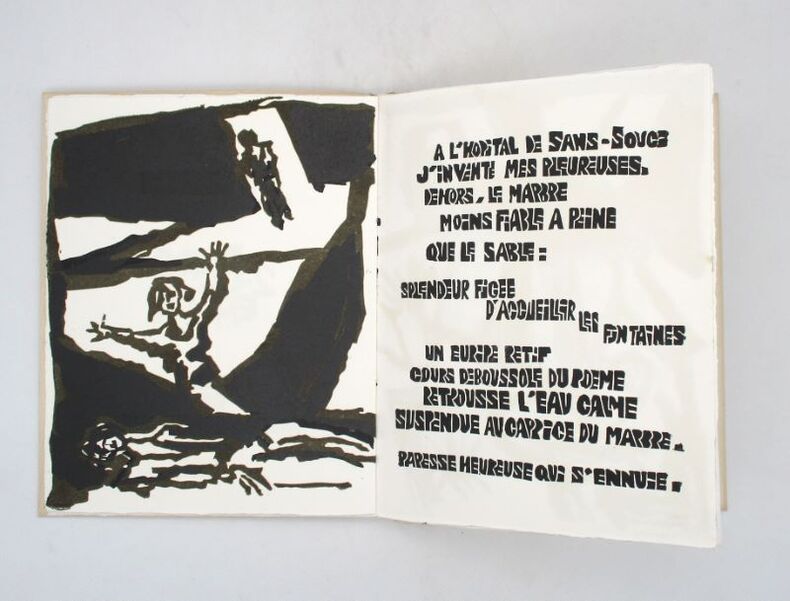 A L'HOPITAL DE SANS-SOUCI
J'INVENTE MES PLEUREUSES.
DEHORS, LE MARBRE
MOINS FIABLE A PEINE
QUE LE SABLE :
SPLENDEUR FIGEE
D'ACCUEILLIR LES FONTAINES
UN EURIPE RETIF
COURS DEBOUSSOLE DU POEME
RETROUSSE L'EAU CALME
SUSPENDUE AU CAPRICE DU MARBRE.
PARESSE HEUREUSE QUI S'ENNUIE.